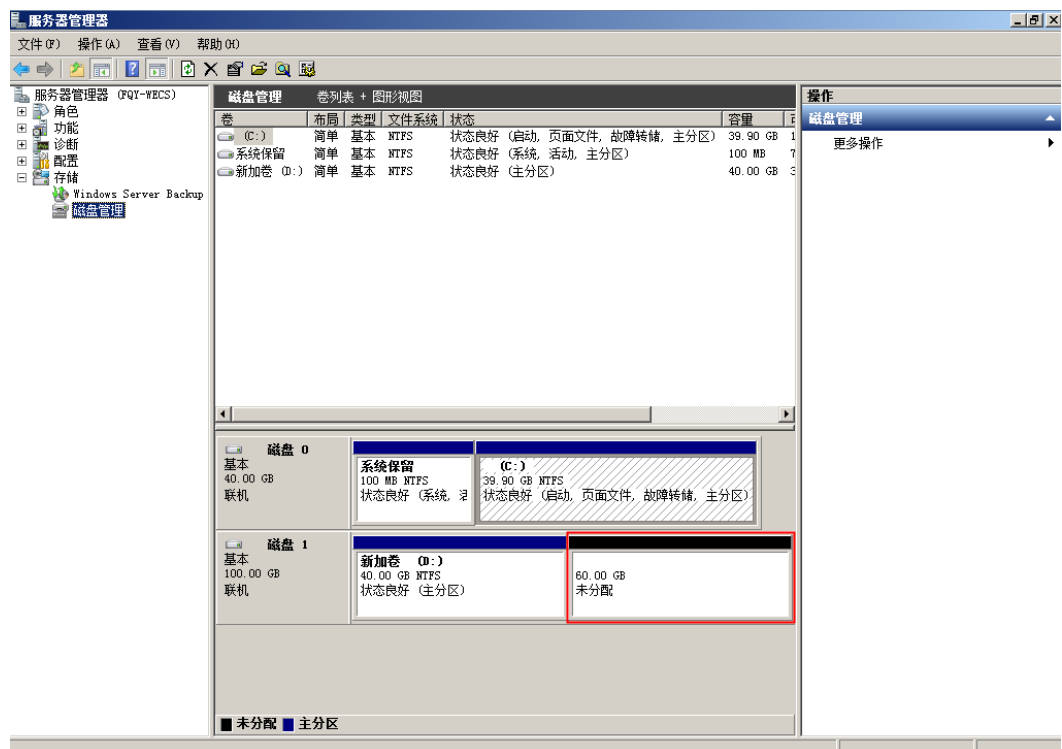 服务器管理器
文件(F) 操作(A) 查看(V) 帮助(H)
服务器管理器 (FQY-WECS)
角色
功能
诊断
配置
存储
Windows Server Backup
磁盘管理
磁盘管理 卷列表 + 图形视图
卷 布局 类型 文件系统 状态 容量
(C:) 简单 基本 NTFS 状态良好 (启动, 页面文件, 故障转储, 主分区) 39.90 GB 1
系统保留 简单 基本 NTFS 状态良好 (系统, 活动, 主分区) 100 MB 7
新加卷 (D:) 简单 基本 NTFS 状态良好 (主分区) 40.00 GB 3
磁盘 0
基本
40.00 GB
联机
系统保留
100 MB NTFS
状态良好 (系统,
(C:)
39.90 GB NTFS
状态良好 (启动, 页面文件, 故障转储, 主分区)
磁盘 1
基本
100.00 GB
联机
新加卷 (D:)
40.00 GB NTFS
状态良好 (主分区)
60.00 GB
未分配
未分配 主分区
操作
磁盘管理
更多操作